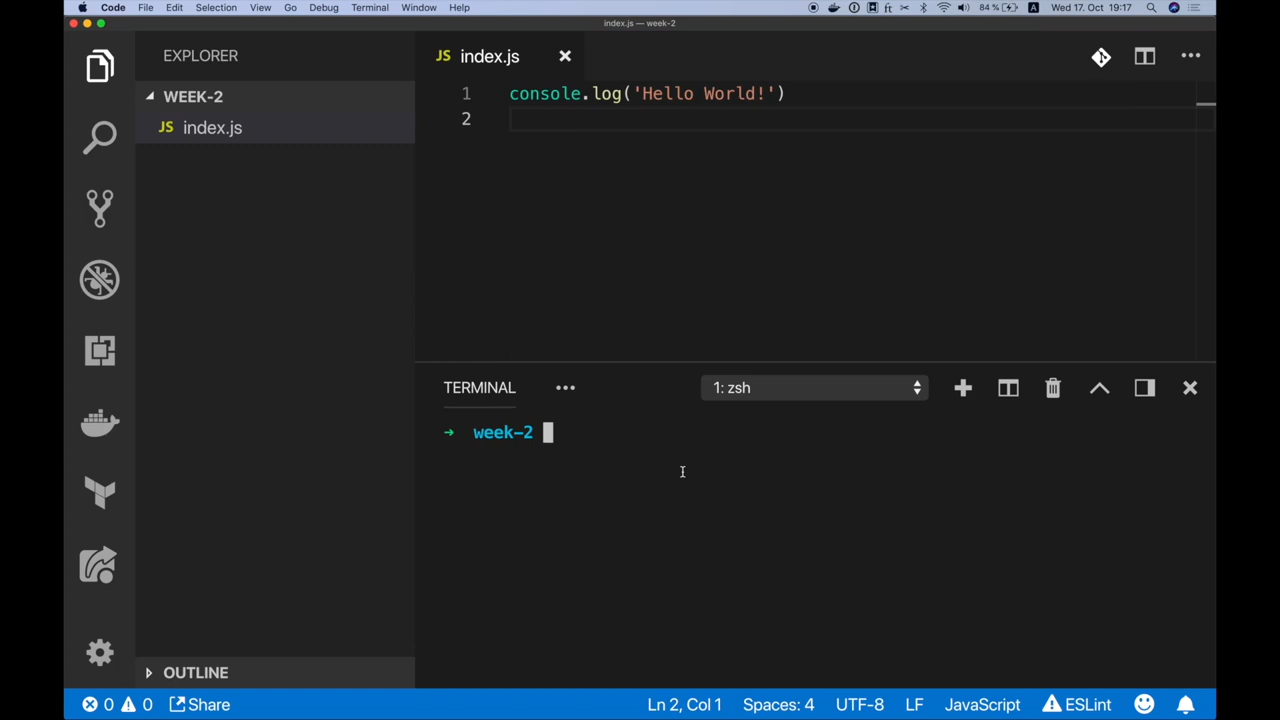 Code File Edit Selection View Go Debug Terminal Window Help 84 % A Wed 17. Oct 19:17
index.js — week-2
EXPLORER
WEEK-2
JS index.js
OUTLINE
JS index.js
1 console.log('Hello World!')
2
TERMINAL
1: zsh
→ week-2
0 0 Share Ln 2, Col 1 Spaces: 4 UTF-8 LF JavaScript ESLint